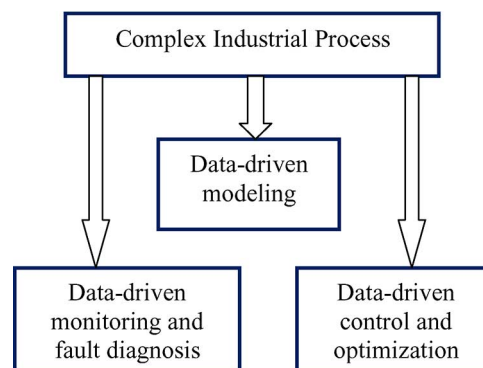 Complex Industrial Process
Data-driven
modeling
Data-driven
monitoring and
fault diagnosis
Data-driven
control and
optimization